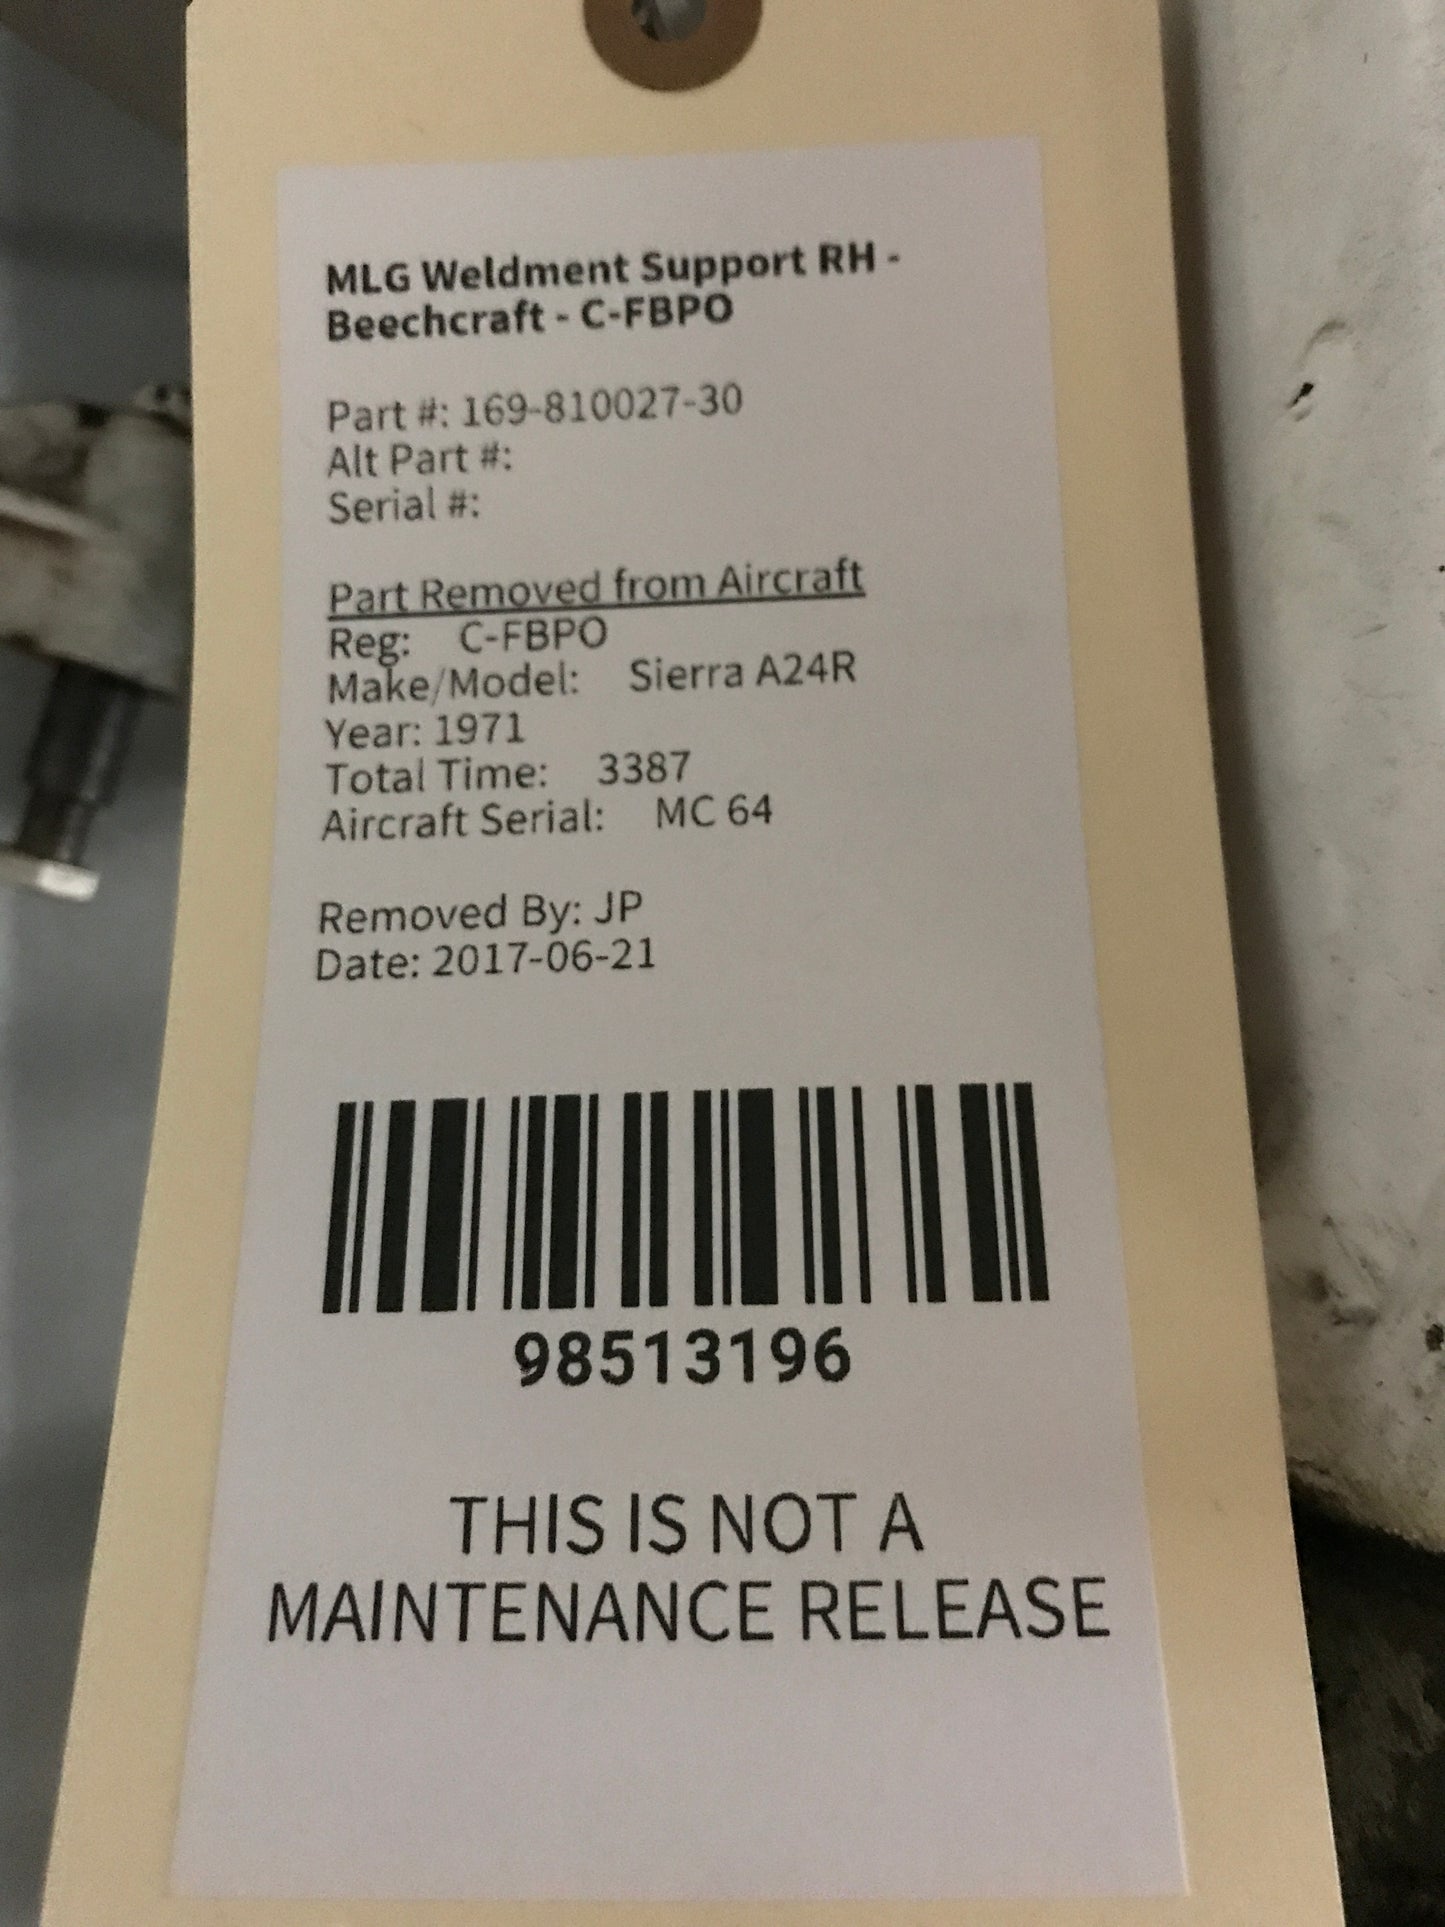 MLG Weldment Support RH -
Beechcraft - C-FBPO
Part #: 169-810027-30
Alt Part #:
Serial #:
Part Removed from Aircraft
Reg: C-FBPO
Make/Model: Sierra A24R
Year: 1971
Total Time: 3387
Aircraft Serial: MC 64
Removed By: JP
Date: 2017-06-21
98513196
THIS IS NOT A
MAINTENANCE RELEASE